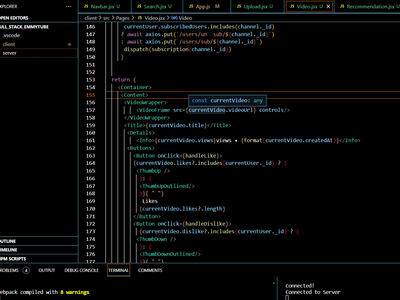 EXPLORER
Navbar.jsx
Search.jsx
App.js
Upload.jsx
Video.jsx
Recommendation.jsx
OPEN EDITORS
client > src > Pages > Video.jsx > Video
FULL_STACK_EMMYTUBE
.vscode
client
server
146 currentUser.subscribedUsers.includes(channel._id)
147 ? await axios.put(`/users/un sub/${channel._id}`)
148 : await axios.put(`/users/sub/${channel._id}`)
149 dispatch(subscription(channel._id))
150 }
151
152
153 return (
154 <Container>
155 <Content>
156 <VideoWrapper> const currentVideo: any
157 <VideoFrame src={currentVideo.videoUrl} controls/>
158 </VideoWrapper>
159 <Title>{currentVideo.title}</Title>
160 <Details>
161 <Info>{currentVideo.views}views • {format(currentVideo.createdAt)}</Info>
162 <Buttons>
163 <Button onClick={handleLike}>
164 {currentVideo.likes?.includes(currentUser._id) ? (
165 <ThumbUp />
166 ): (
167 <ThumbUpOutlined/>
168 )}{" "}
169 Likes
170 {currentVideo.likes?.length}
171 </Button>
172 <Button onClick={handleDislike}>
173 {currentVideo.dislike?.includes(currentUser._id) ? (
174 <ThumbDown />
175 ): (
176 <ThumbDownOutlined/>
177 )}{" "}
OUTLINE
TIMELINE
NPM SCRIPTS
PROBLEMS 4 OUTPUT DEBUG CONSOLE TERMINAL COMMENTS
webpack compiled with 8 warnings
Connected!
Connected to Server